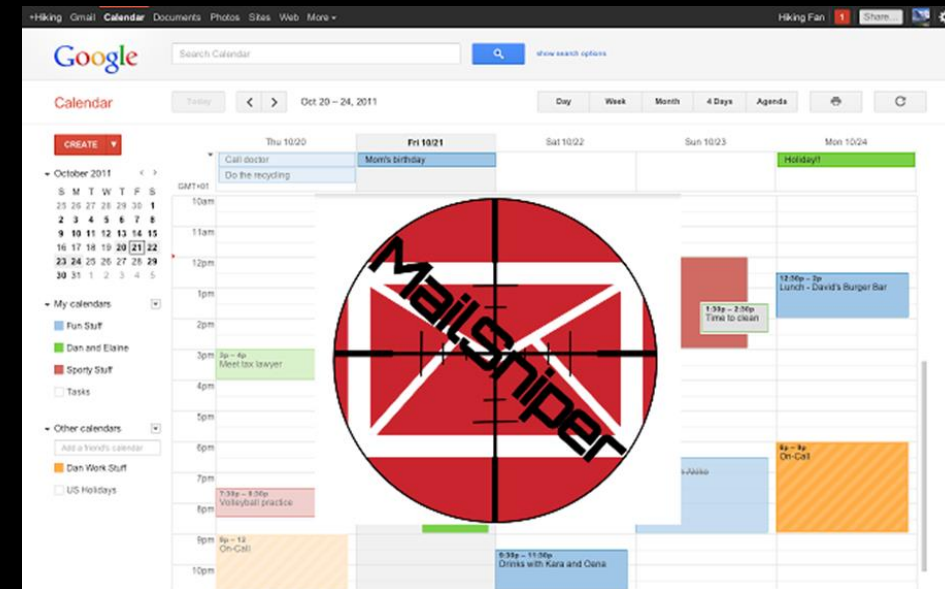 +Hiking Gmail Calendar Documents Photos Sites Web More
Hiking Fan 1 Share...
Google
Search Calendar
show search options
Calendar
Today
Oct 20 – 24, 2011
Day Week Month 4 Days Agenda
CREATE
Thu 10/20 Fri 10/21 Sat 10/22 Sun 10/23 Mon 10/24
Call doctor
Mom's birthday
Holiday!!
Do the recycling
GMT+01
October 2011
S M T W T F S
25 26 27 28 29 30 1
2 3 4 5 6 7 8
9 10 11 12 13 14 15
16 17 18 19 20 21 22
23 24 25 26 27 28 29
30 31 1 2 3 4 5
My calendars
Fun Stuff
Dan and Elaine
Sporty Stuff
Tasks
Other calendars
Add a friend's calendar
Dan Work Stuff
US Holidays
10am
11am
12pm
1pm
2pm
3pm
4pm
5pm
6pm
7pm
8pm
9pm
10pm
3p – 4p
Meet tax lawyer
7:30p – 8:30p
Volleyball practice
9p – 12
On-Call
MailSniper
9:30p – 11:30p
Drinks with Kara and Oana
1:30p – 2:30p
Time to clean
12:30p – 2p
Lunch - David's Burger Bar
6p – 9p
On-Call